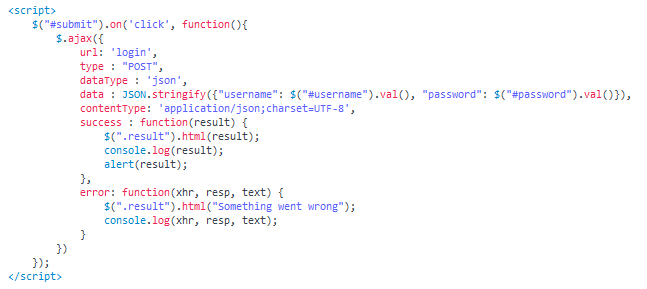 <script>
$("#submit").on('click', function(){
$.ajax({
url: 'login',
type : "POST",
dataType : 'json',
data : JSON.stringify({"username": $("#username").val(), "password": $("#password").val()}),
contentType: 'application/json;charset=UTF-8',
success : function(result) {
$(".result").html(result);
console.log(result);
alert(result);
},
error: function(xhr, resp, text) {
$(".result").html("Something went wrong");
console.log(xhr, resp, text);
}
})
});
</script>